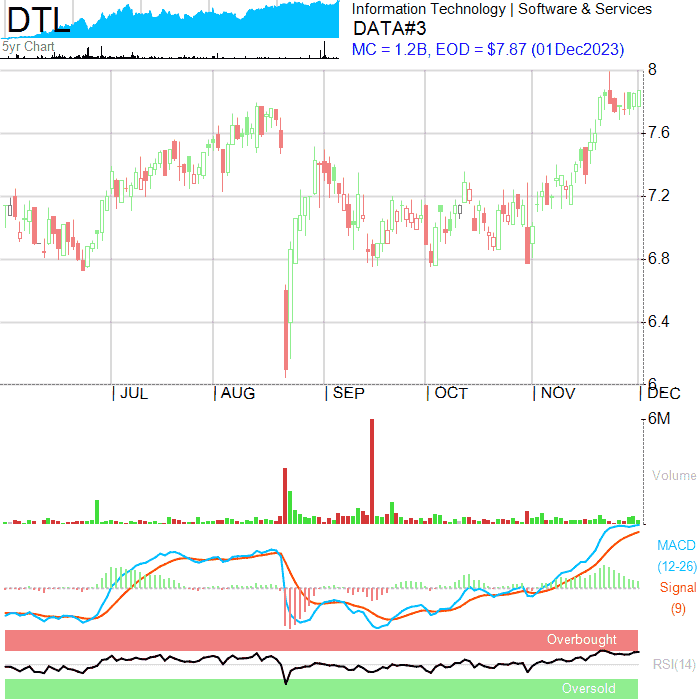 DTL
5yr Chart
Information Technology | Software & Services
DATA#3
MC = 1.2B, EOD = $7.87 (01Dec2023)
8
7.6
7.2
6.8
6.4
6
| JUL
| AUG
| SEP
| OCT
| NOV
| DEC
6M
Volume
MACD
(12-26)
Signal
(9)
Overbought
RSI(14)
Oversold